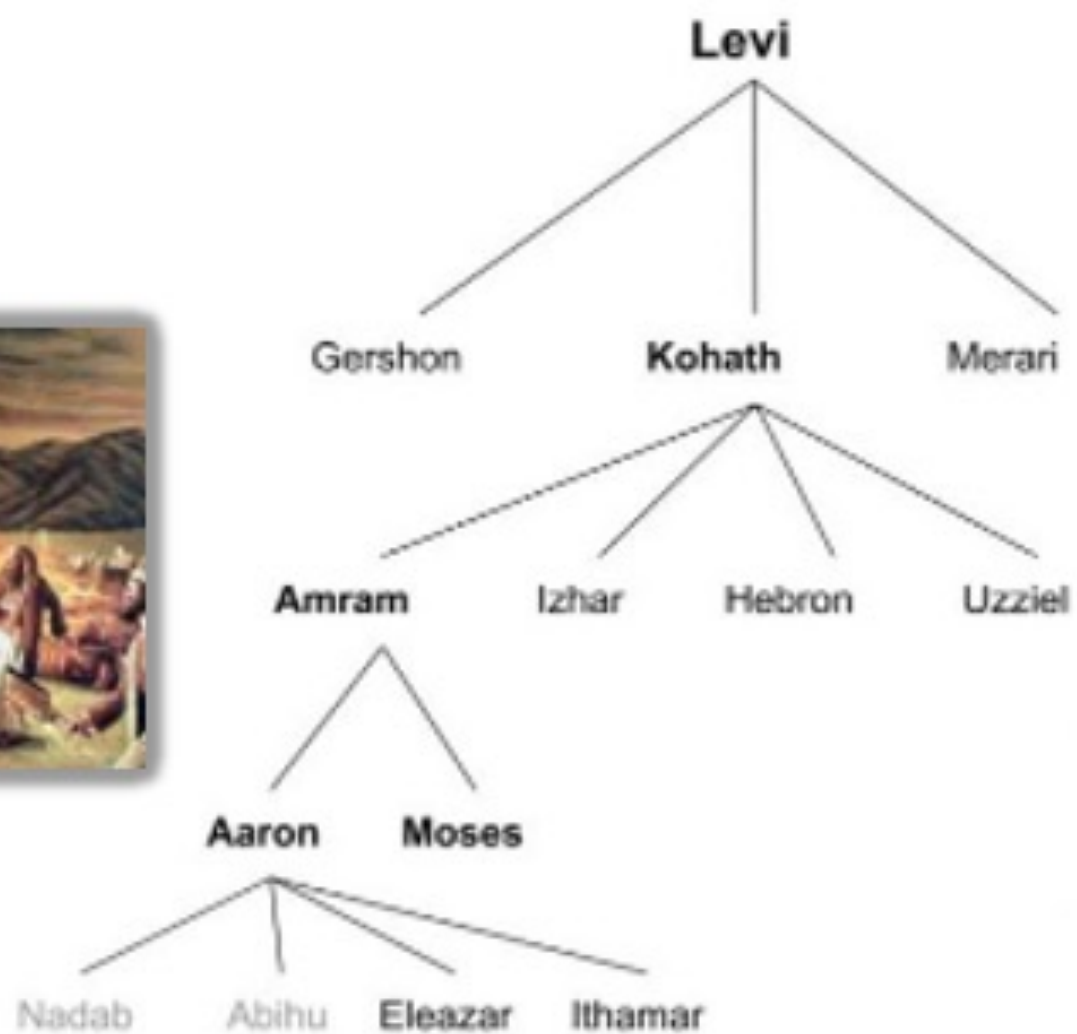 Levi
Gershon Kohath Merari
Amram Izhar Hebron Uzziel
Aaron Moses
Nadab Abihu Eleazar Ithamar